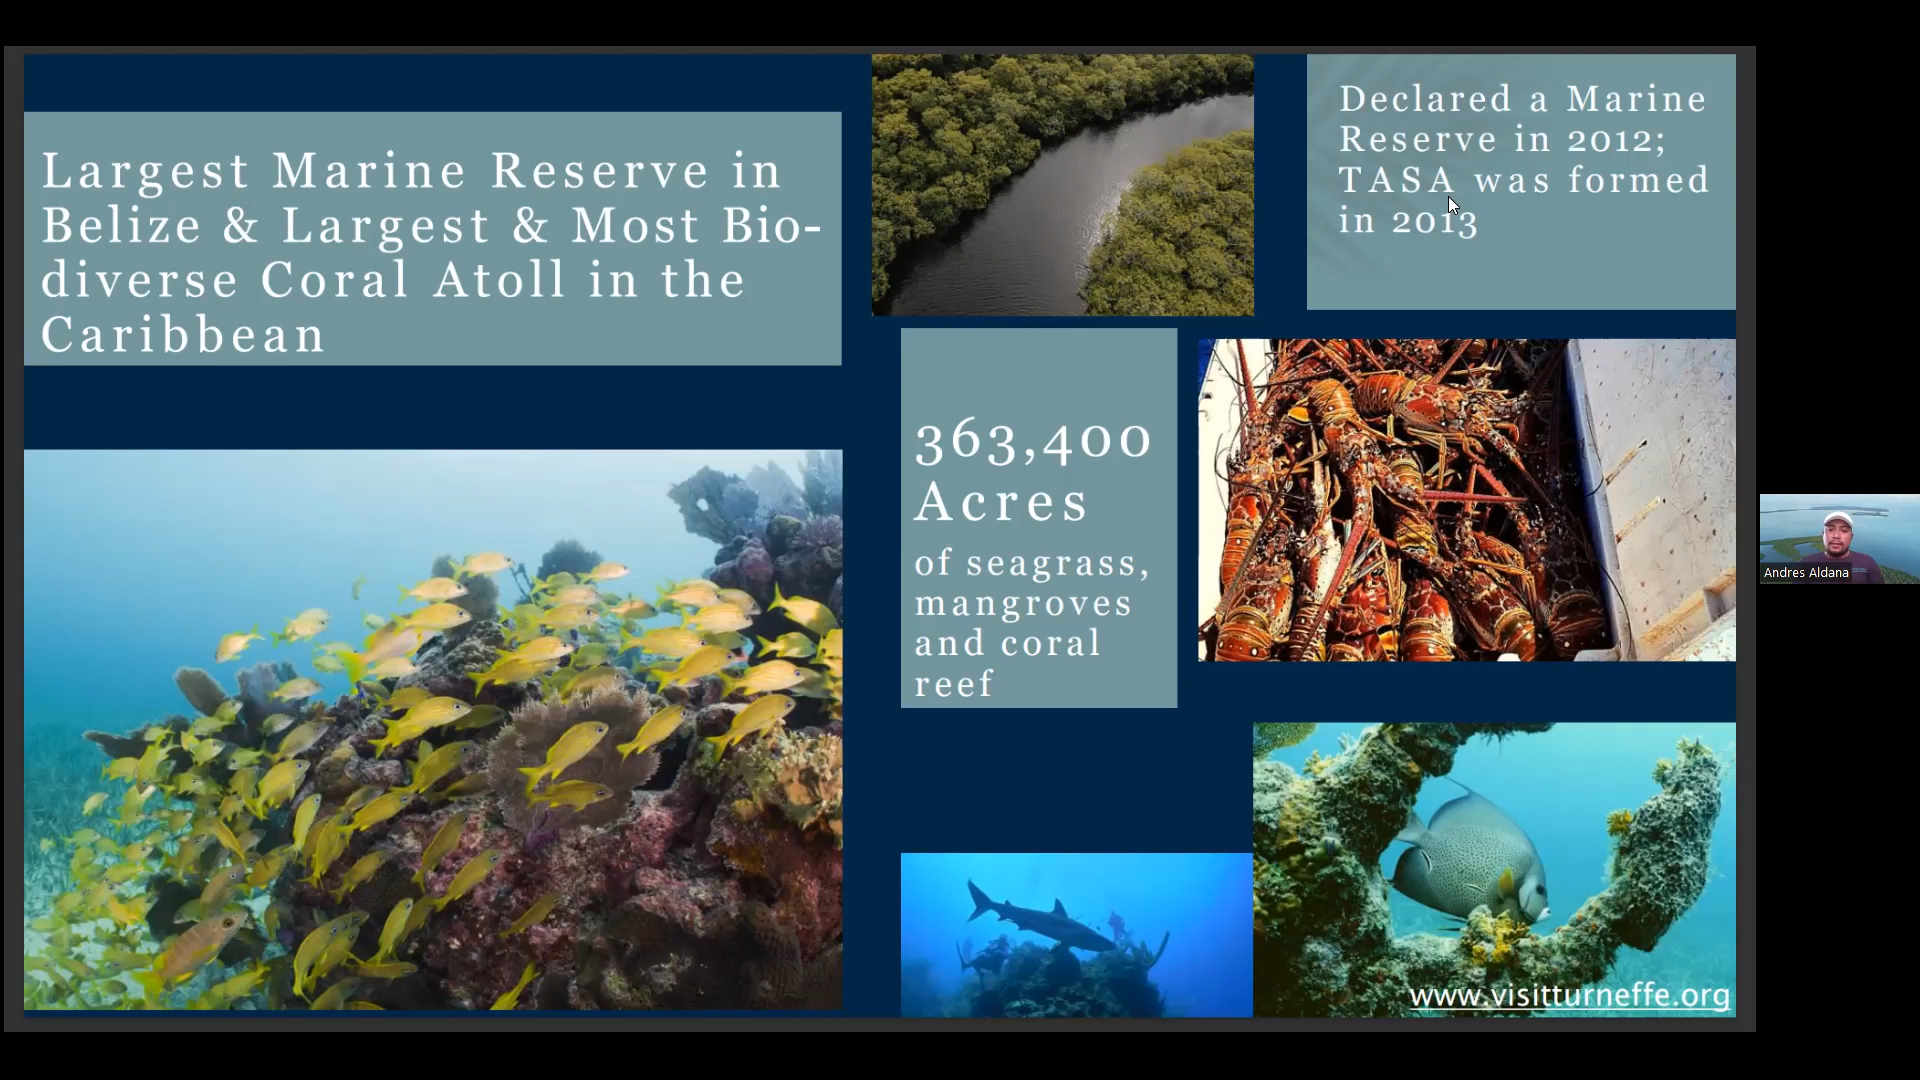 Largest Marine Reserve in
Belize & Largest & Most Bio-
diverse Coral Atoll in the
Caribbean
Declared a Marine
Reserve in 2012;
TASA was formed
in 2013
363,400
Acres
of seagrass,
mangroves
and coral
reef
www.visitturneffe.org
Andres Aldana